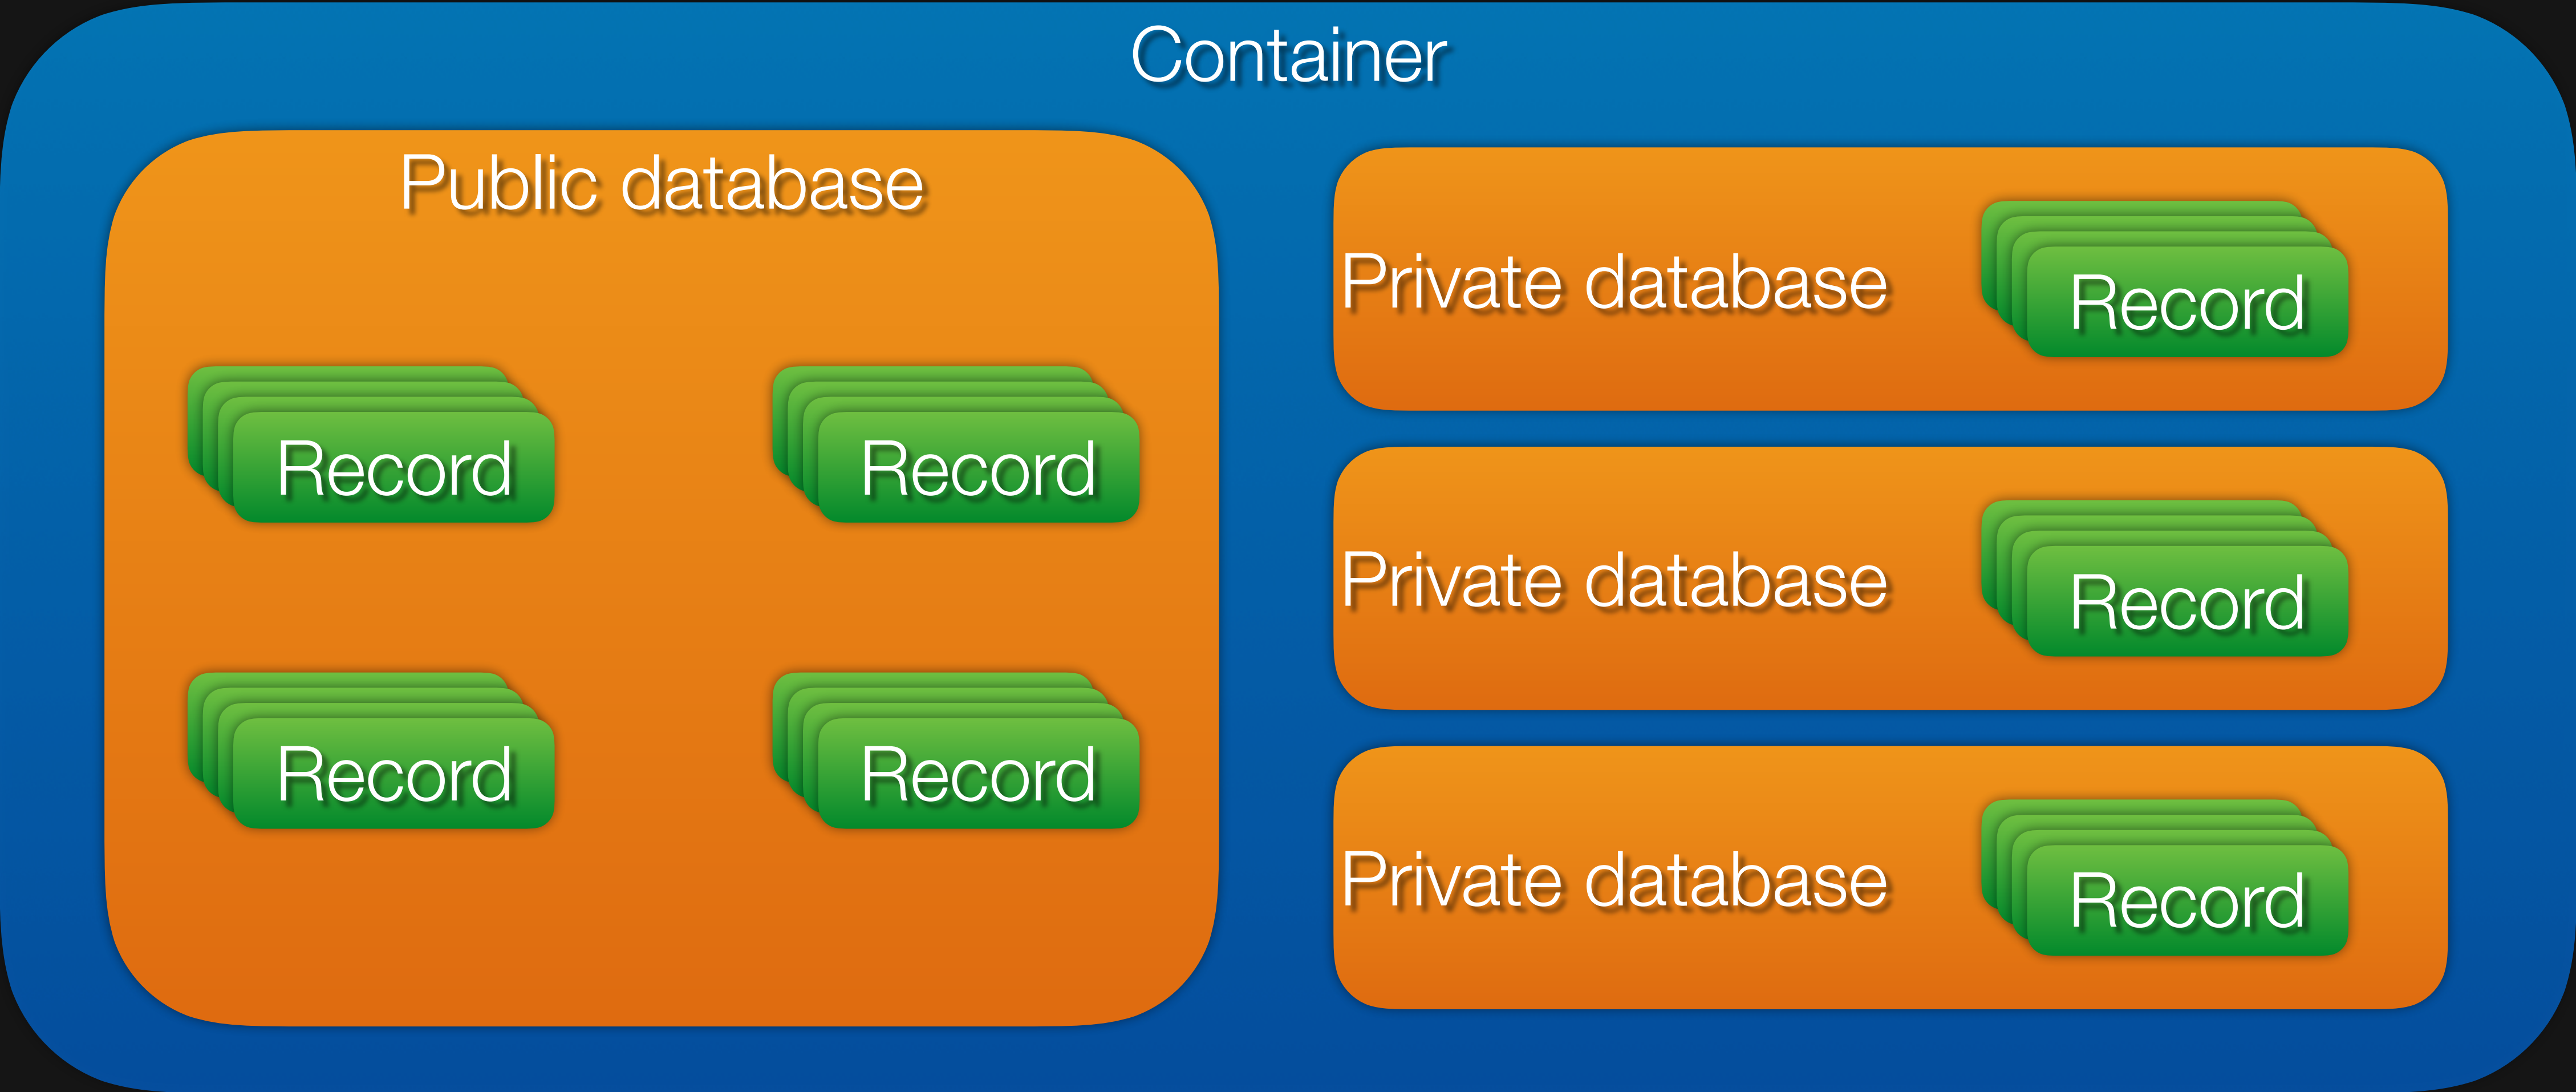 Container
Public database
Record
Record
Record
Record
Private database
Record
Private database
Record
Private database
Record